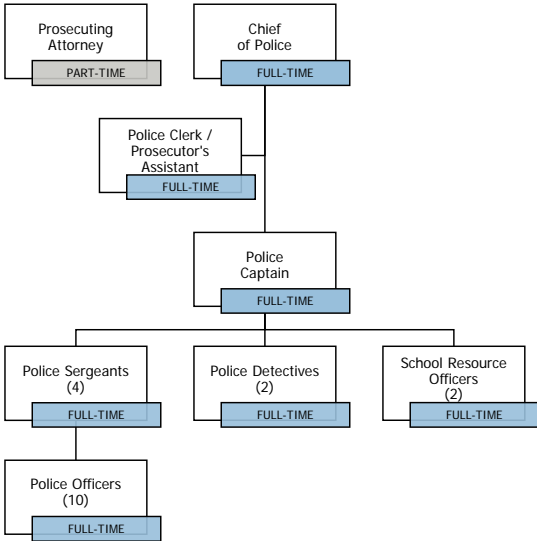 Prosecuting
Attorney
PART-TIME
Chief
of Police
FULL-TIME
Police Clerk /
Prosecutor's
Assistant
FULL-TIME
Police
Captain
FULL-TIME
Police Sergeants
(4)
FULL-TIME
Police Detectives
(2)
FULL-TIME
School Resource
Officers
(2)
FULL-TIME
Police Officers
(10)
FULL-TIME